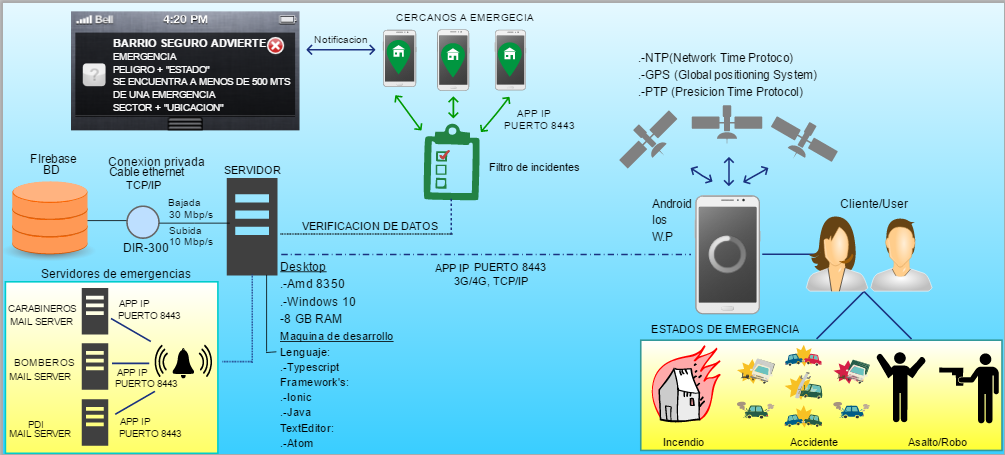 Bell
4:20 PM
BARRIO SEGURO ADVIERTE
EMERGENCIA
PELIGRO + "ESTADO"
SE ENCUENTRA A MENOS DE 500 MTS
DE UNA EMERGENCIA
SECTOR + "UBICACION"
?
Notificacion
CERCANOS A EMERGECIA
APP IP
PUERTO 8443
Filtro de incidentes
.-NTP(Network Time Protoco)
.-GPS (Global positioning System)
.-PTP (Presicion Time Protocol)
FIrebase
BD
Conexion privada
Cable ethernet
TCP/IP
Bajada
30 Mbp/s
Subida
10 Mbp/s
DIR-300
SERVIDOR
VERIFICACION DE DATOS
Android
Ios
W.P
Cliente/User
APP IP PUERTO 8443
3G/4G, TCP/IP
Servidores de emergencias
CARABINEROS
MAIL SERVER
APP IP
PUERTO 8443
BOMBEROS
MAIL SERVER
APP IP
PUERTO 8443
PDI
MAIL SERVER
APP IP
PUERTO 8443
Desktop
.-Amd 8350
.-Windows 10
-8 GB RAM
Maquina de desarrollo
Lenguaje:
.-Typescript
Framework's:
.-Ionic
.-Java
TextEditor:
.-Atom
ESTADOS DE EMERGENCIA
Incendio
Accidente
Asalto/Robo